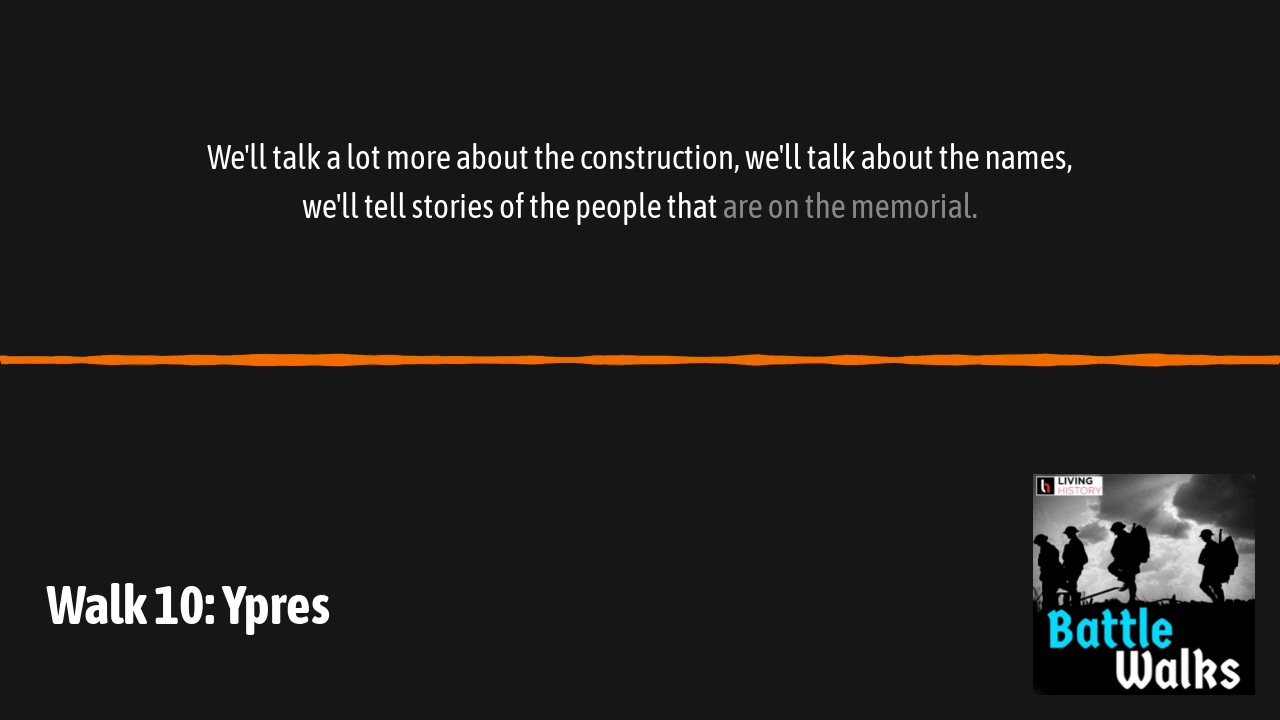 We'll talk a lot more about the construction, we'll talk about the names,
we'll tell stories of the people that are on the memorial.
LIVING
HISTORY
Battle
Walks
Walk 10: Ypres